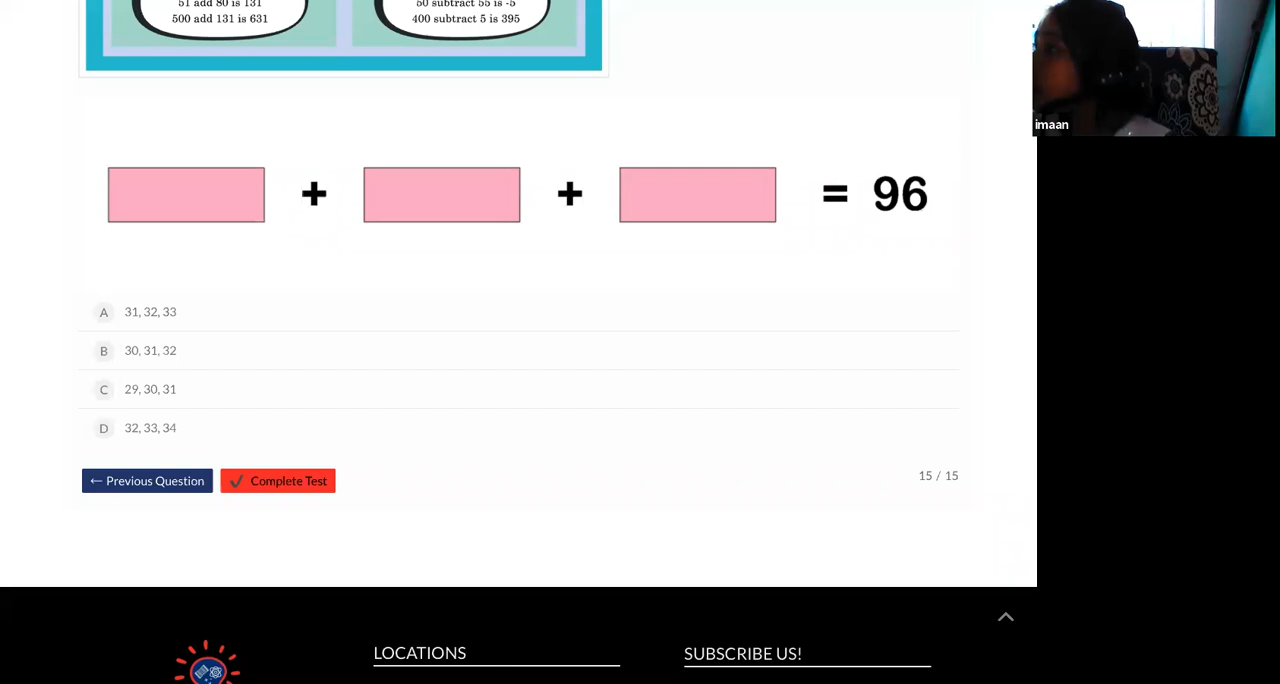 51 add 80 is 131
500 add 131 is 631
50 subtract 55 is -5
400 subtract 5 is 395
imaan
+ + = 96
A 31, 32, 33
B 30, 31, 32
C 29, 30, 31
D 32, 33, 34
← Previous Question ✓ Complete Test 15 / 15
LOCATIONS SUBSCRIBE US!